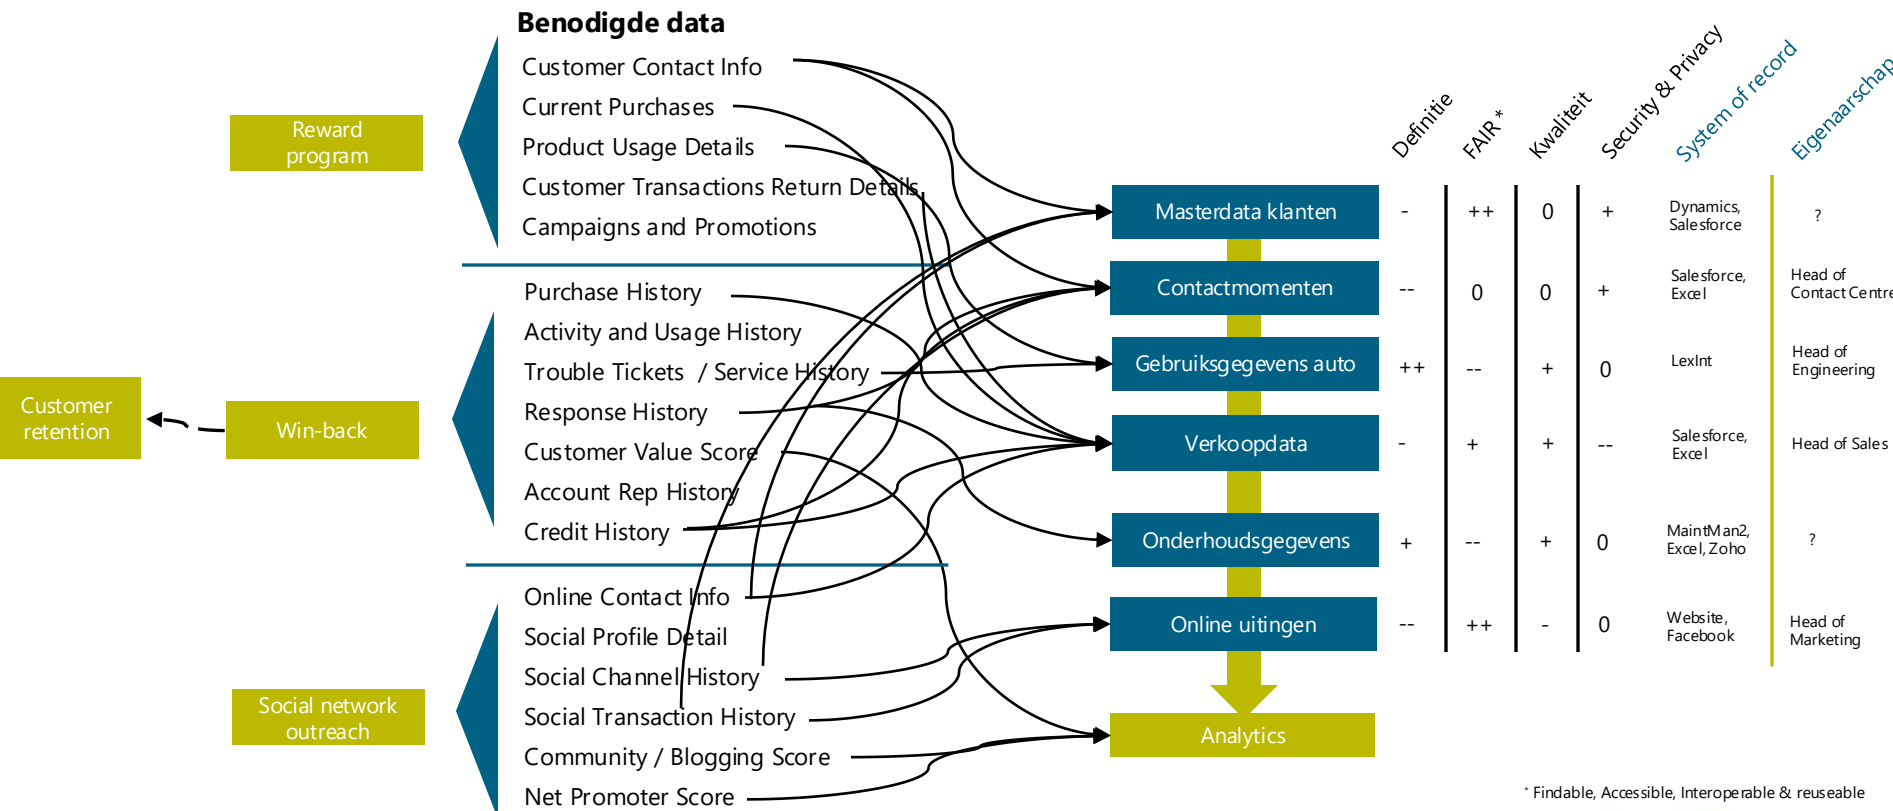 Benodigde data
Customer Contact Info
Current Purchases
Product Usage Details
Customer Transactions Return Details
Campaigns and Promotions
Reward
program
Purchase History
Activity and Usage History
Trouble Tickets / Service History
Response History
Customer Value Score
Account Rep History
Credit History
Customer
retention
Win-back
Online Contact Info
Social Profile Detail
Social Channel History
Social Transaction History
Community / Blogging Score
Net Promoter Score
Social network
outreach
Definitie
FAIR *
Kwaliteit
Security & Privacy
System of record
Eigenaarschap
Masterdata klanten - ++ 0 + Dynamics, ?
Salesforce
Contactmomenten -- 0 0 + Salesforce, Head of
Excel Contact Centre
Gebruiksgegevens auto ++ -- + 0 LexInt Head of
Engineering
Verkoopdata - + + -- Salesforce, Head of Sales
Excel
Onderhoudsgegevens + -- + 0 MaintMan2, ?
Excel, Zoho
Online uitingen -- ++ - 0 Website, Head of
Facebook Marketing
Analytics
* Findable, Accessible, Interoperable & reuseable